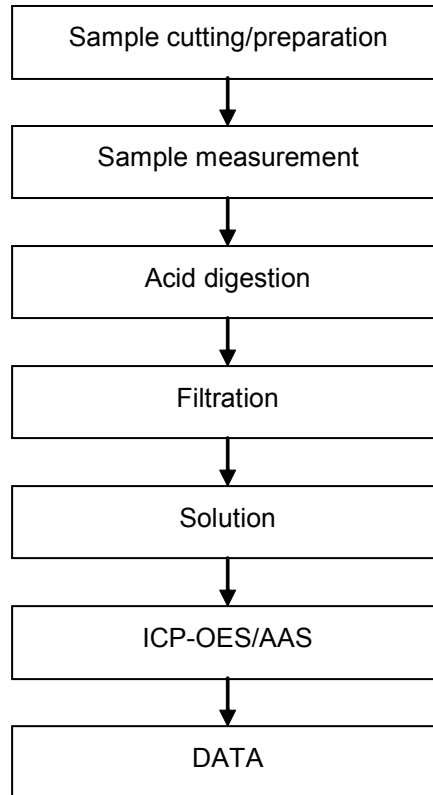 Sample cutting/preparation
Sample measurement
Acid digestion
Filtration
Solution
ICP-OES/AAS
DATA